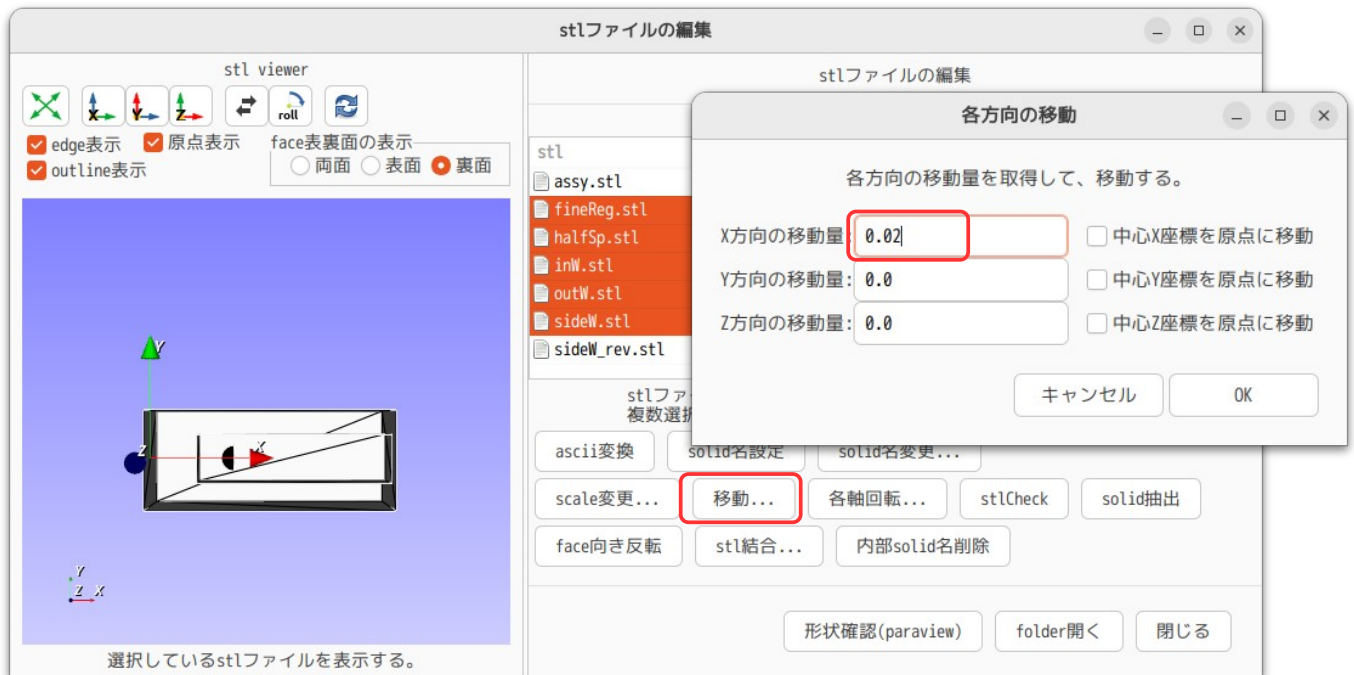 stlファイルの編集
stl viewer
X
Y
Z
roll
edge表示
原点表示
outline表示
face表裏面の表示
両面
表面
裏面
Y
Z
X
Y
Z X
選択しているstlファイルを表示する。
stlファイルの編集
stl
assy.stl
fineReg.stl
halfSp.stl
inW.stl
outW.stl
sideW.stl
sideW_rev.stl
stlファ
複数選択
ascii変換
solid名設定
solid名変更...
scale変更...
移動...
各軸回転...
stlCheck
solid抽出
face向き反転
stl結合...
内部solid名削除
形状確認(paraview)
folder開く
閉じる
各方向の移動
各方向の移動量を取得して、移動する。
X方向の移動量: 0.02
中心X座標を原点に移動
Y方向の移動量: 0.0
中心Y座標を原点に移動
Z方向の移動量: 0.0
中心Z座標を原点に移動
キャンセル
OK